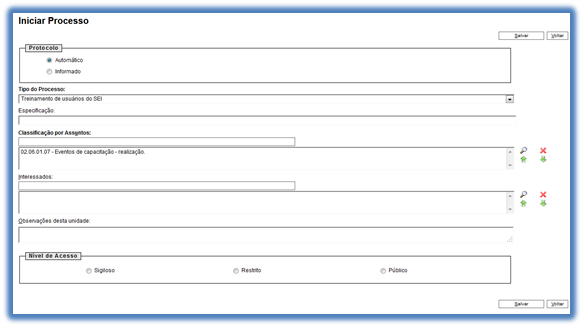 Iniciar Processo
Salvar Voltar
Protocolo
Automático
Informado
Tipo do Processo:
Treinamento de usuários do SEI
Especificação:
Classificação por Assuntos:
02.06.01.07 - Eventos de capacitação - realização.
Interessados:
Observações desta unidade:
Nível de Acesso
Sigiloso Restrito Público
Salvar Voltar